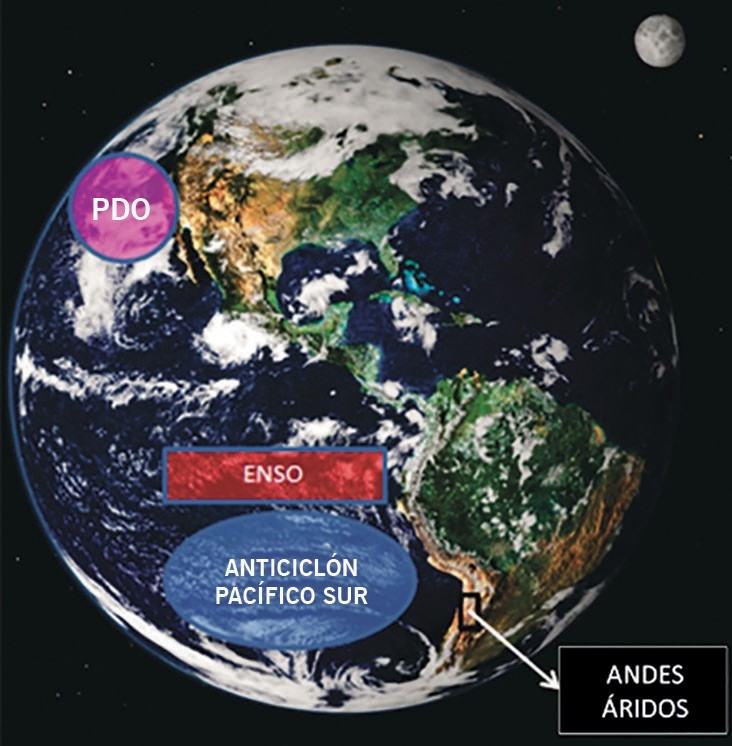 PDO
ENSO
ANTICICLÓN
PACÍFICO SUR
ANDES
ÁRIDOS